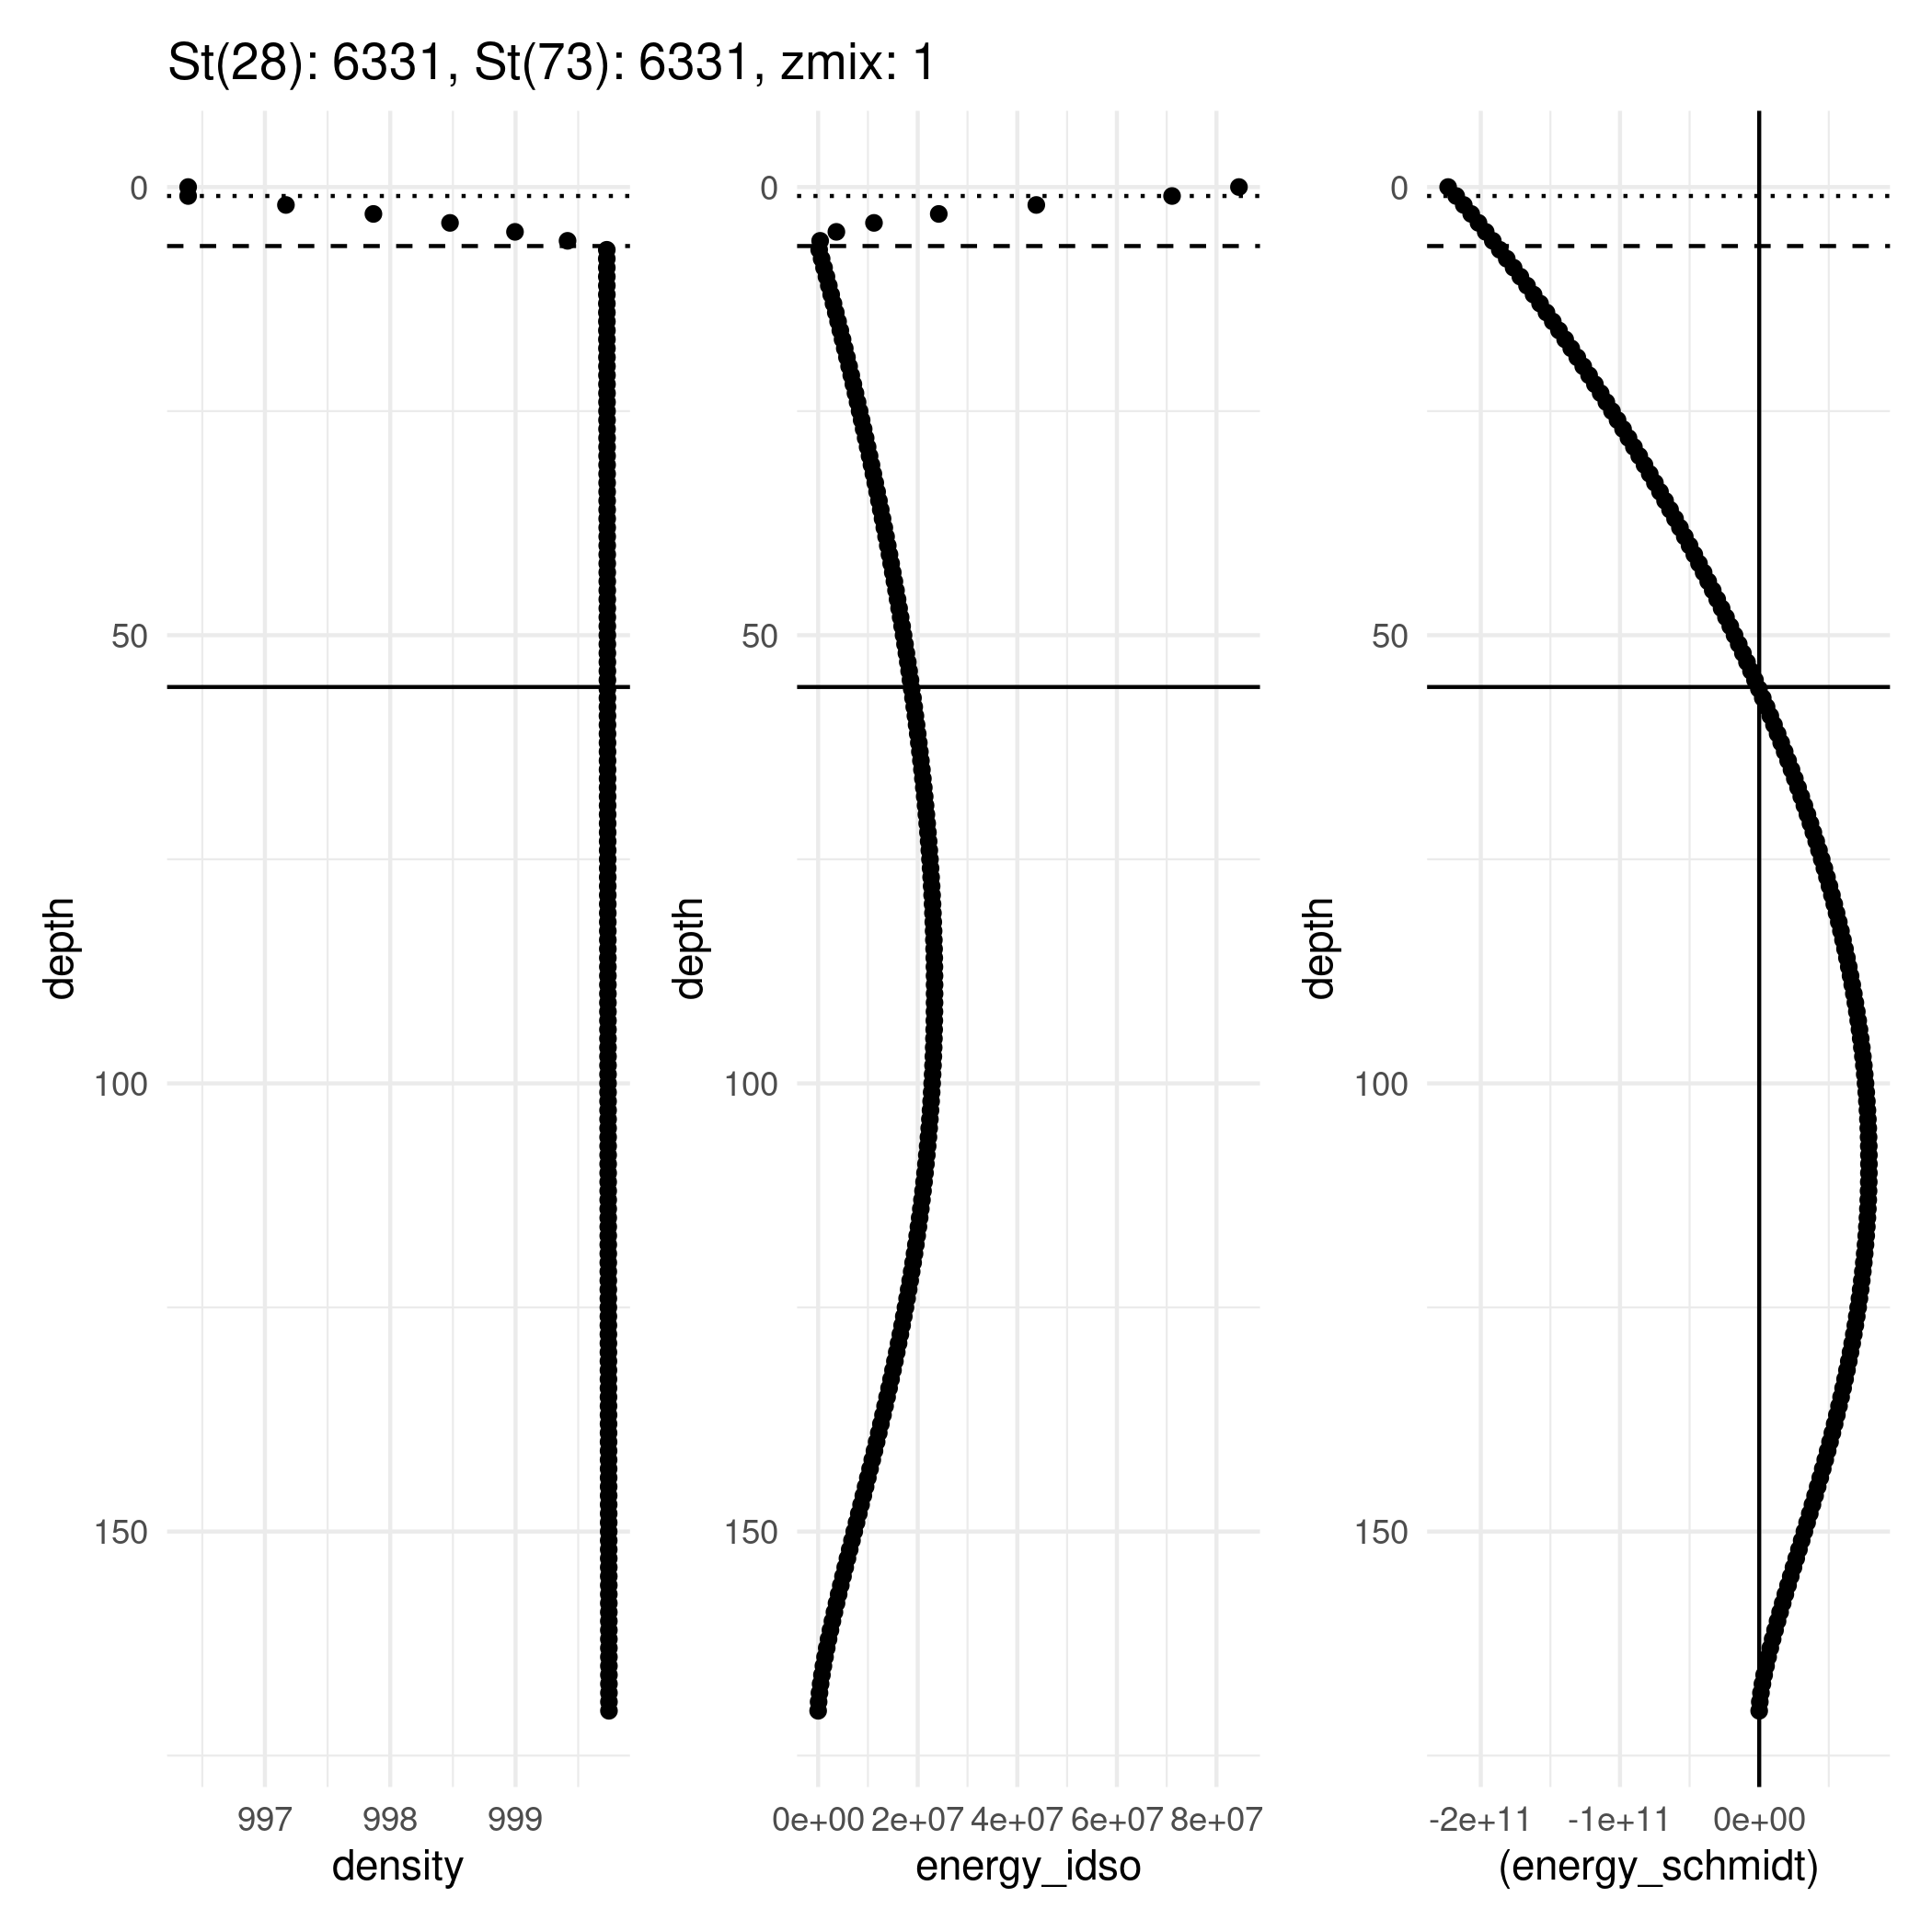 St(28): 6331, St(73): 6331, zmix: 1
0
50
100
150
depth
997 998 999
density
0
50
100
150
depth
0e+00 2e+07 4e+07 6e+07 8e+07
energy_idso
0
50
100
150
depth
-2e+11 -1e+11 0e+00
(energy_schmidt)